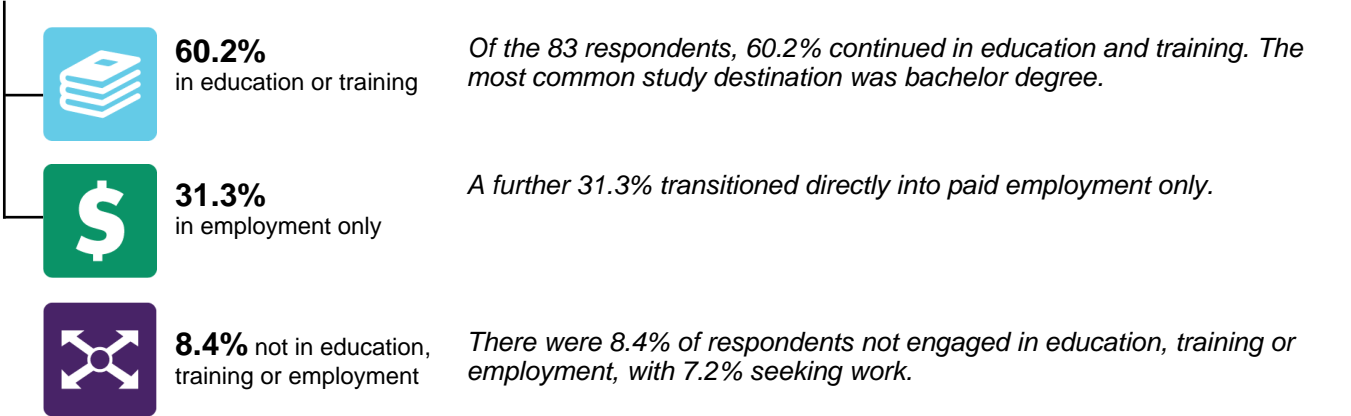 60.2%
in education or training
Of the 83 respondents, 60.2% continued in education and training. The
most common study destination was bachelor degree.
$
31.3%
in employment only
A further 31.3% transitioned directly into paid employment only.
8.4% not in education,
training or employment
There were 8.4% of respondents not engaged in education, training or
employment, with 7.2% seeking work.